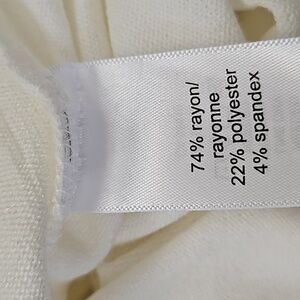 74% rayon/
rayonne
22% polyester
4% spandex